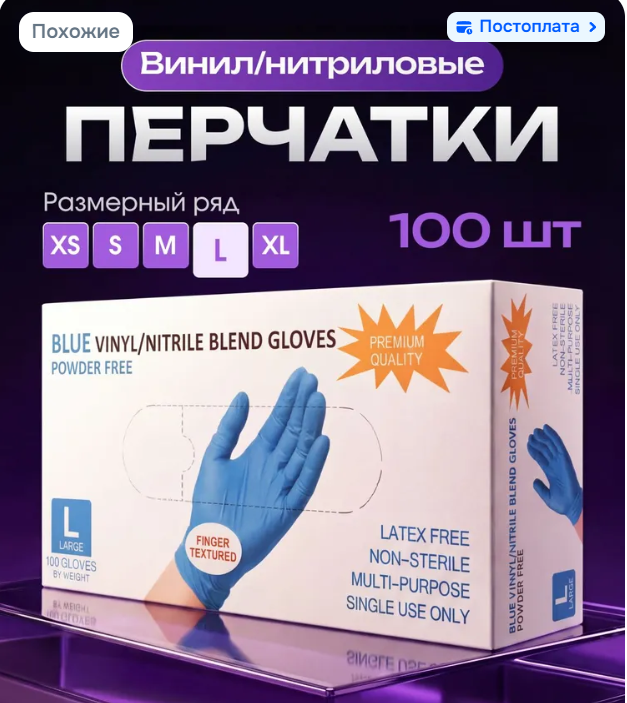 Похожие
Постоплата
Винил/нитриловые
ПЕРЧАТКИ
Размерный ряд
XS S M L XL
100 шт
BLUE VINYL/NITRILE BLEND GLOVES
POWDER FREE
PREMIUM
QUALITY
FINGER
TEXTURED
L
LARGE
100 GLOVES
BY WEIGHT
LATEX FREE
NON-STERILE
MULTI-PURPOSE
SINGLE USE ONLY
PREMIUM
QUALITY
LATEX FREE
NON-STERILE
MULTI-PURPOSE
SINGLE USE ONLY
BLUE VINYL/NITRILE BLEND GLOVES
POWDER FREE
L
LARGE